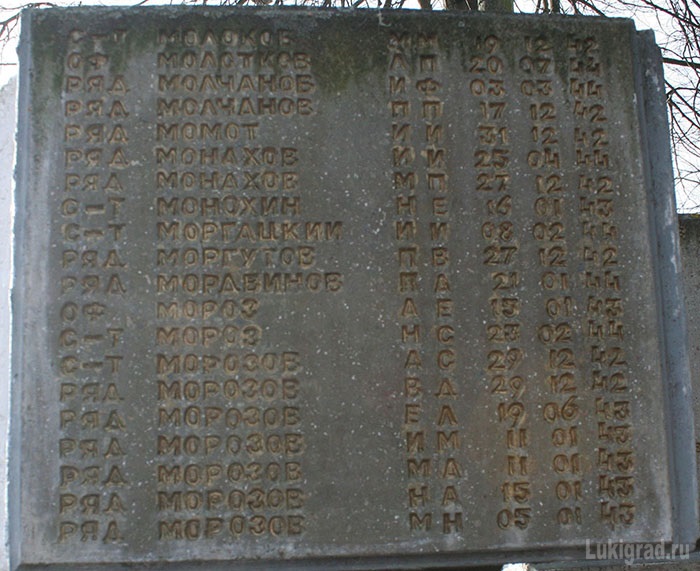 С-Т МОЛОКОВ ИИ 19 12 42
ОФ МОЛОТКОВ А П 20 07 44
РЯД МОЛЧАНОВ И Ф 03 03 44
РЯД МОЛЧАНОВ П П 17 12 42
РЯД МОМОТ И И 31 12 42
РЯД МОНАХОВ И И 25 04 44
РЯД МОНАХОВ М П 27 12 42
С-Т МОНОХИН Н Е 16 01 43
С-Т МОРГАЦКИИ И И 08 02 44
РЯД МОРГУТОВ П В 27 12 42
РЯД МОРДВИНОВ П А 21 01 44
ОФ МОРОЗ А Е 15 01 43
С-Т МОРОЗ Н С 23 02 44
С-Т МОРОЗОВ А С 29 12 42
РЯД МОРОЗОВ В Д 29 12 42
РЯД МОРОЗОВ Е Л 19 06 43
РЯД МОРОЗОВ И М 11 01 43
РЯД МОРОЗОВ М Д 11 01 43
РЯД МОРОЗОВ Н А 15 01 43
РЯД МОРОЗОВ М Н 05 01 43
Lukigrad.ru